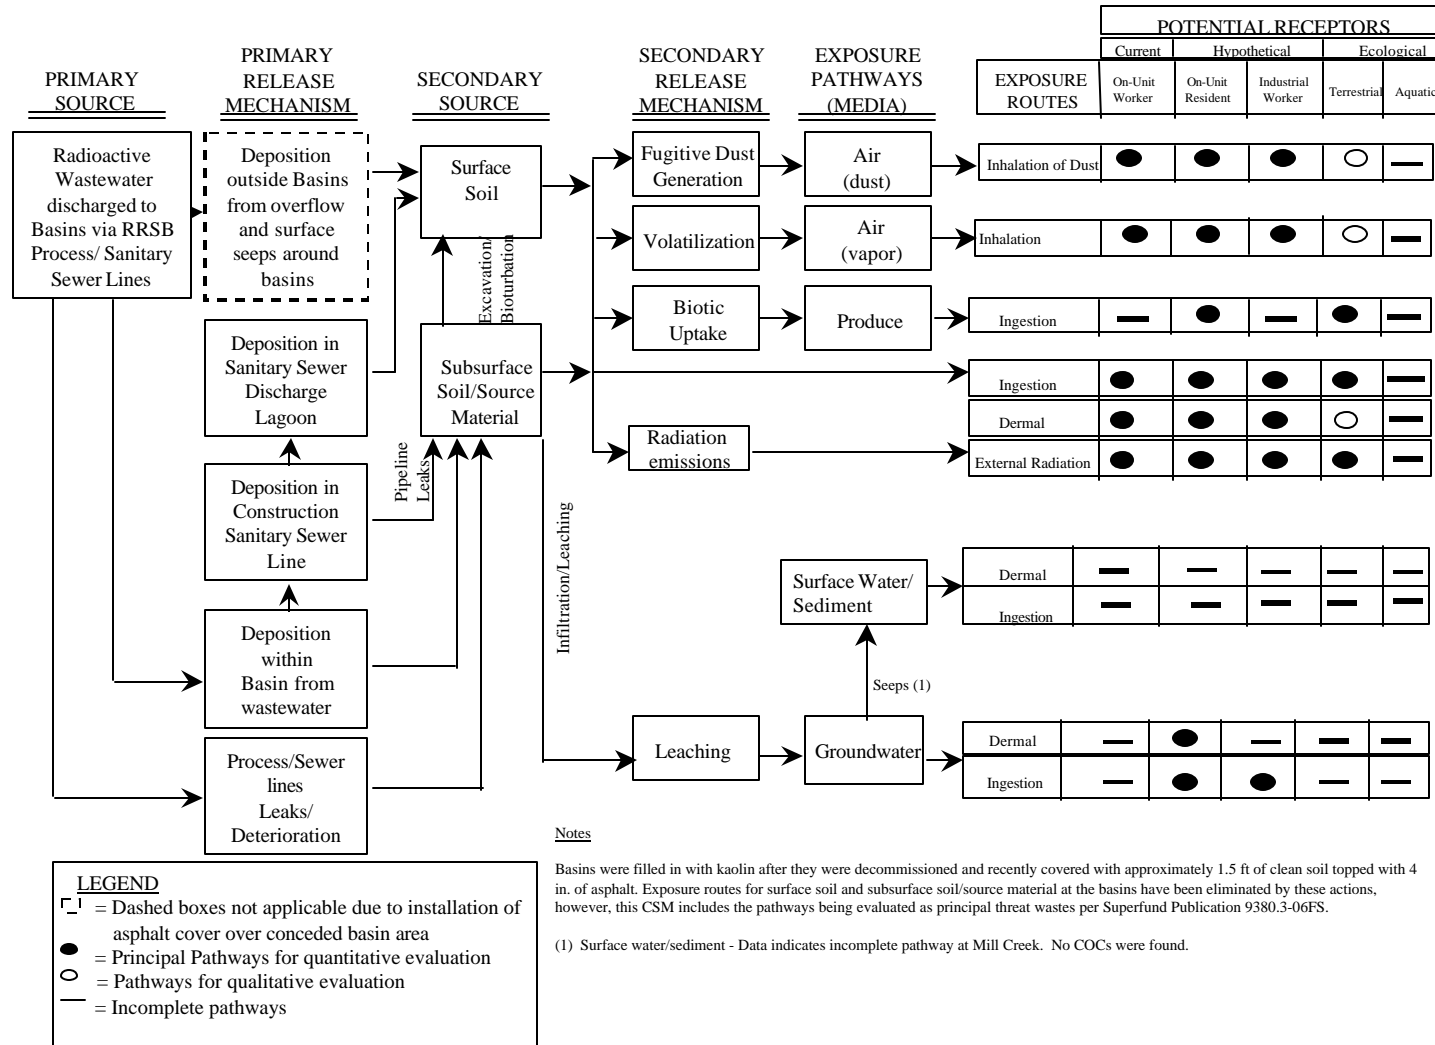 POTENTIAL RECEPTORS
Current
Hypothetical
Ecological
PRIMARY
SOURCE
PRIMARY
RELEASE
MECHANISM
SECONDARY
SOURCE
SECONDARY
RELEASE
MECHANISM
EXPOSURE
PATHWAYS
(MEDIA)
EXPOSURE
ROUTES
On-Unit
Worker
On-Unit
Resident
Industrial
Worker
Terrestrial
Aquatic
Radioactive
Wastewater
discharged to
Basins via RRSB
Process/ Sanitary
Sewer Lines
Deposition
outside Basins
from overflow
and surface
seeps around
basins
Surface
Soil
Fugitive Dust
Generation
Air
(dust)
Inhalation of Dust
Volatilization
Air
(vapor)
Inhalation
Excavation/
Bioturbation
Biotic
Uptake
Produce
Ingestion
Deposition in
Sanitary Sewer
Discharge
Lagoon
Subsurface
Soil/Source
Material
Ingestion
Dermal
Radiation
emissions
External Radiation
Pipeline
Leaks
Deposition in
Construction
Sanitary Sewer
Line
Infiltration/Leaching
Surface Water/
Sediment
Dermal
Ingestion
Deposition
within
Basin from
wastewater
Seeps (1)
Process/Sewer
lines
Leaks/
Deterioration
Leaching
Groundwater
Dermal
Ingestion
Notes
Basins were filled in with kaolin after they were decommissioned and recently covered with approximately 1.5 ft of clean soil topped with 4
in. of asphalt. Exposure routes for surface soil and subsurface soil/source material at the basins have been eliminated by these actions,
however, this CSM includes the pathways being evaluated as principal threat wastes per Superfund Publication 9380.3-06FS.
(1) Surface water/sediment - Data indicates incomplete pathway at Mill Creek. No COCs were found.
LEGEND
= Dashed boxes not applicable due to installation of
asphalt cover over conceded basin area
= Principal Pathways for quantitative evaluation
= Pathways for qualitative evaluation
= Incomplete pathways